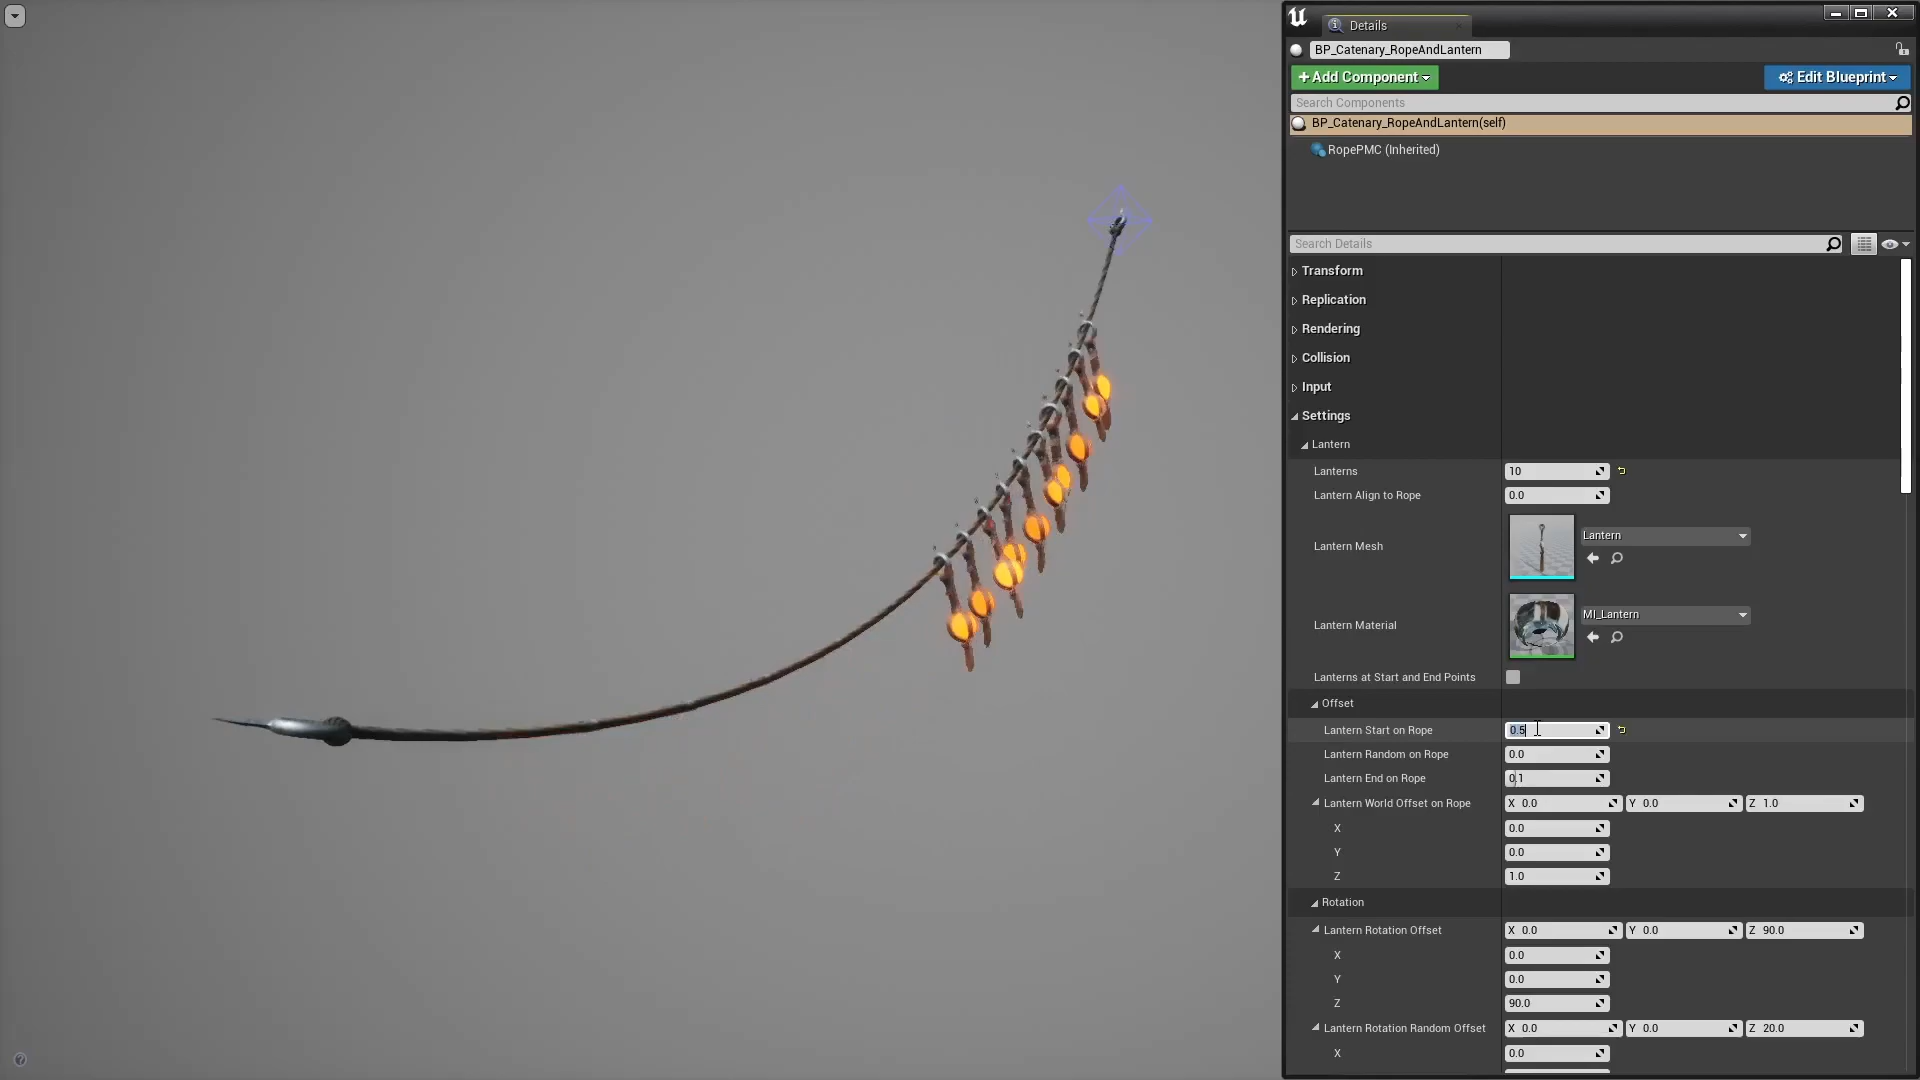 Details
BP_Catenary_RopeAndLantern
+ Add Component
Edit Blueprint
Search Components
BP_Catenary_RopeAndLantern(self)
RopePMC (Inherited)
Search Details
Transform
Replication
Rendering
Collision
Input
Settings
Lantern
Lanterns 10
Lantern Align to Rope 0.0
Lantern Mesh Lantern
Lantern Material MI_Lantern
Lanterns at Start and End Points
Offset
Lantern Start on Rope 0.5
Lantern Random on Rope 0.0
Lantern End on Rope 0.1
Lantern World Offset on Rope X 0.0 Y 0.0 Z 1.0
X 0.0
Y 0.0
Z 1.0
Rotation
Lantern Rotation Offset X 0.0 Y 0.0 Z 90.0
X 0.0
Y 0.0
Z 90.0
Lantern Rotation Random Offset X 0.0 Y 0.0 Z 20.0
X 0.0